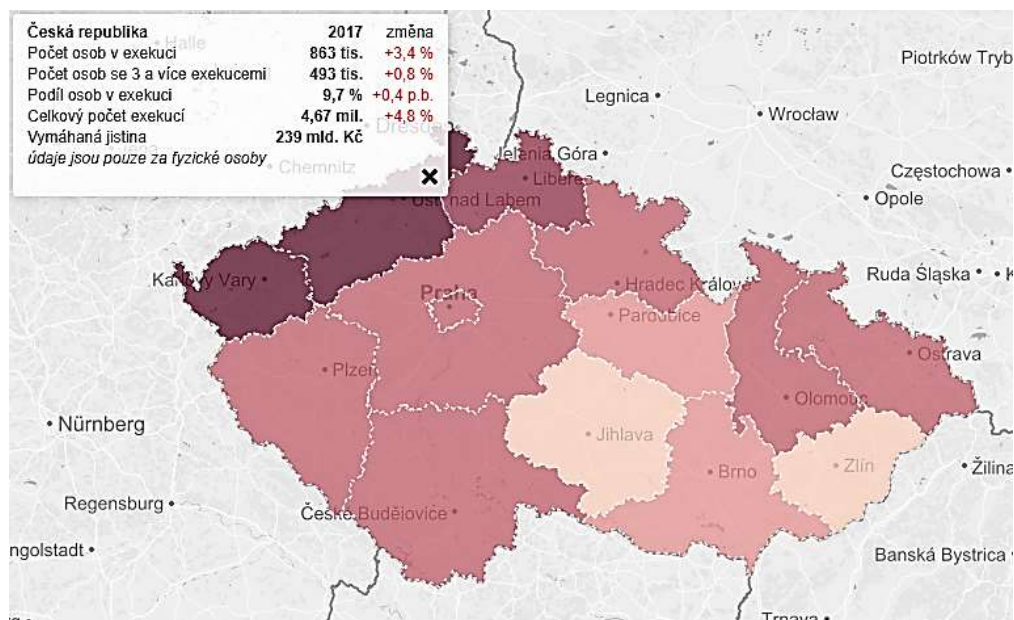 Česká republika 2017 změna
Počet osob v exekuci 863 tis. +3,4 %
Počet osob se 3 a více exekucemi 493 tis. +0,8 %
Podíl osob v exekuci 9,7 % +0,4 p.b.
Celkový počet exekucí 4,67 mil. +4,8 %
Vymáhaná jistina 239 mld. Kč
údaje jsou pouze za fyzické osoby
Halle
Dresden
Chemnitz
Piotrków Tryb
Legnica
Wrocław
Jelenia Góra
Częstochowa
Liberec
Opole
Ústí nad Labem
Karlovy Vary
Ruda Śląska
K
Hradec Králové
Praha
Pardubice
Ostrava
Plzeň
Olomouc
Nürnberg
Jihlava
Brno
Zlín
Žilina
Regensburg
České Budějovice
ngolstadt
Banská Bystrica
Trnava